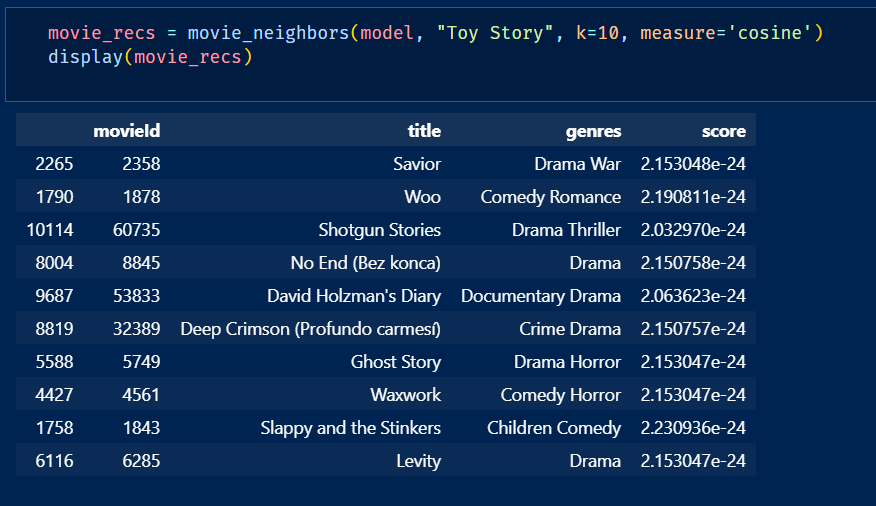 movie_recs = movie_neighbors(model, "Toy Story", k=10, measure='cosine')
display(movie_recs)
movieId title genres score
2265 2358 Savior Drama War 2.153048e-24
1790 1878 Woo Comedy Romance 2.190811e-24
10114 60735 Shotgun Stories Drama Thriller 2.032970e-24
8004 8845 No End (Bez konca) Drama 2.150758e-24
9687 53833 David Holzman's Diary Documentary Drama 2.063623e-24
8819 32389 Deep Crimson (Profundo carmesí) Crime Drama 2.150757e-24
5588 5749 Ghost Story Drama Horror 2.153047e-24
4427 4561 Waxwork Comedy Horror 2.153047e-24
1758 1843 Slappy and the Stinkers Children Comedy 2.230936e-24
6116 6285 Levity Drama 2.153047e-24